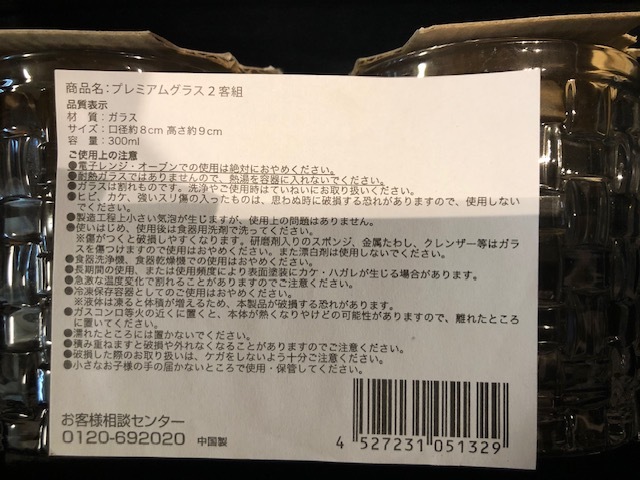 商品名：プレミアムグラス２客組
品質表示
材　質：ガラス
サイズ：口径約８cm 高さ約９cm
容　量：300ml
ご使用上の注意
●電子レンジ・オーブンでの使用は絶対におやめください。
●耐熱ガラスではありませんので、熱湯を容器に入れないでください。
●ガラスは割れものです。洗浄やご使用時はていねいにお取り扱いください。
●ヒビ、カケ、強いスリ傷の入ったものは、思わぬ時に破損する恐れがありますので、使用しない
でください。
●製造工程上小さい気泡が生じますが、使用上の問題はありません。
●使いはじめ、使用後は食器用洗剤で洗ってください。
※傷がつくと破損しやすくなります。研磨剤入りのスポンジ、金属たわし、クレンザー等はガラ
スを傷つけますので使用はおやめください。また漂白剤は使用しないでください。
●食器洗浄機、食器乾燥機での使用はおやめください。
●長期間の使用、または使用頻度により表面塗装にカケ・ハガレが生じる場合があります。
●急激な温度変化で割れることがありますのでご注意ください。
●冷凍保存容器としてのご使用はおやめください。
※液体は凍ると体積が増えるため、本製品が破損する恐れがあります。
●ガスコンロ等火の近くに置くと、本体が熱くなりやけどの可能性がありますので、離れたところ
に置いてください。
●濡れたところには置かないでください。
●積み重ねますと破損や外れなくなることがありますのでご注意ください。
●破損した際のお取り扱いは、ケガをしないよう十分ご注意ください。
●小さなお子様の手の届かないところで使用・保管してください。
お客様相談センター
0120-692020 中国製
4 527231 051329